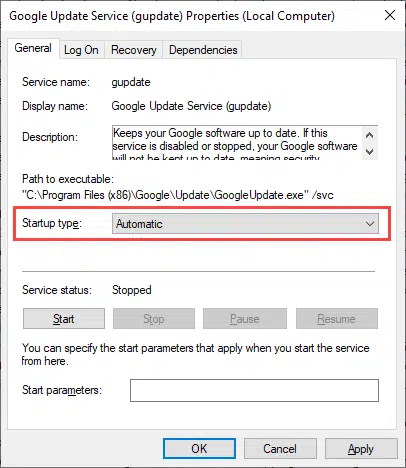 Google Update Service (gupdate) Properties (Local Computer)
General Log On Recovery Dependencies
Service name: gupdate
Display name: Google Update Service (gupdate)
Description: Keeps your Google software up to date. If this
service is disabled or stopped, your Google software
will not be kept up to date, meaning security
Path to executable:
"C:\Program Files (x86)\Google\Update\GoogleUpdate.exe" /svc
Startup type: Automatic
Service status: Stopped
Start Stop Pause Resume
You can specify the start parameters that apply when you start the service
from here.
Start parameters:
OK Cancel Apply